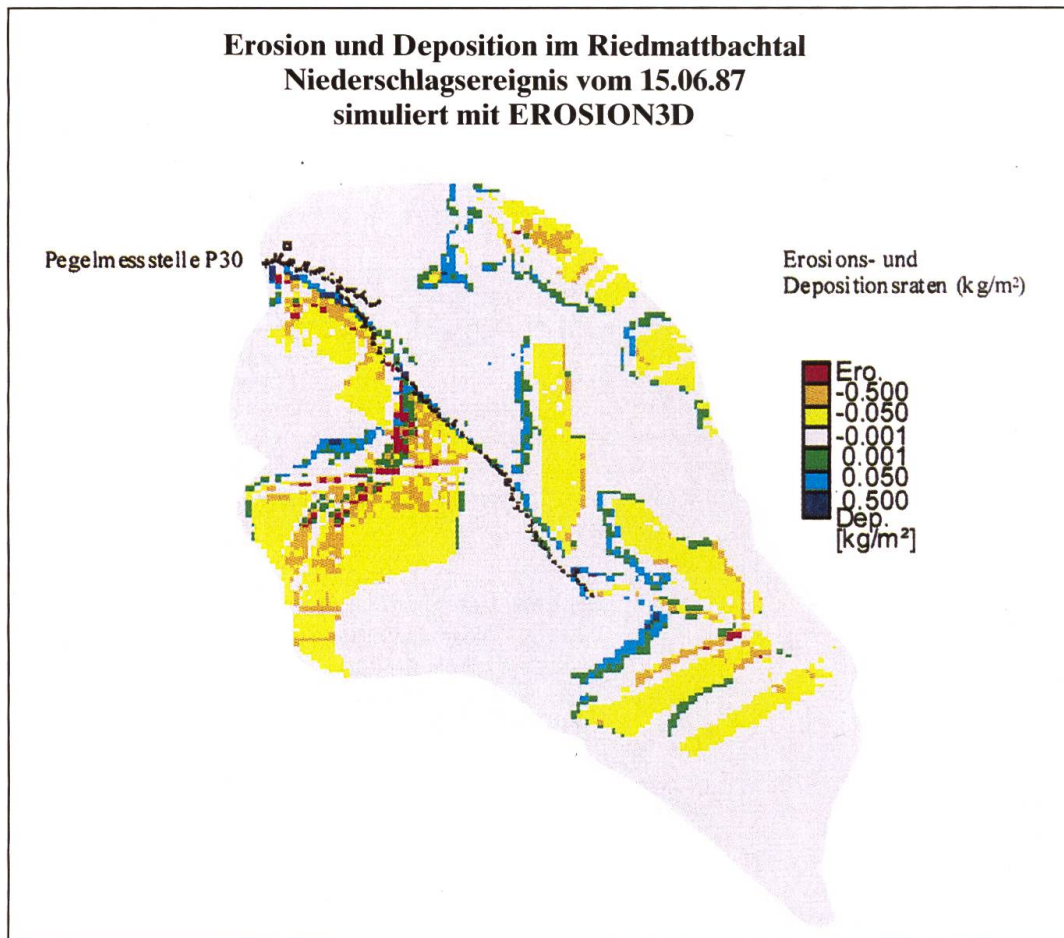 Erosion und Deposition im Riedmattbachtal
Niederschlagsereignis vom 15.06.87
simuliert mit EROSION3D
Pegelmessstelle P30
Erosions- und
Depositionsraten (kg/m²)
Ero.
-0.500
-0.050
-0.001
0.001
0.050
0.500
Dep.
[kg/m²]